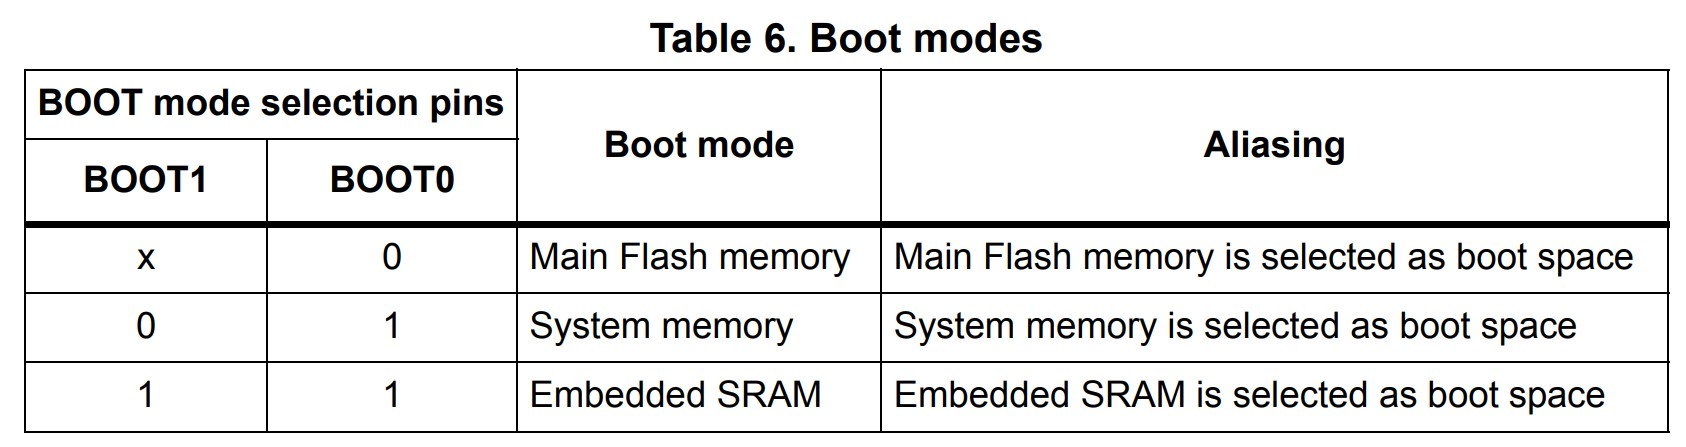 Table 6. Boot modes
BOOT mode selection pins
Boot mode
Aliasing
BOOT1
BOOT0
x
0
Main Flash memory
Main Flash memory is selected as boot space
0
1
System memory
System memory is selected as boot space
1
1
Embedded SRAM
Embedded SRAM is selected as boot space